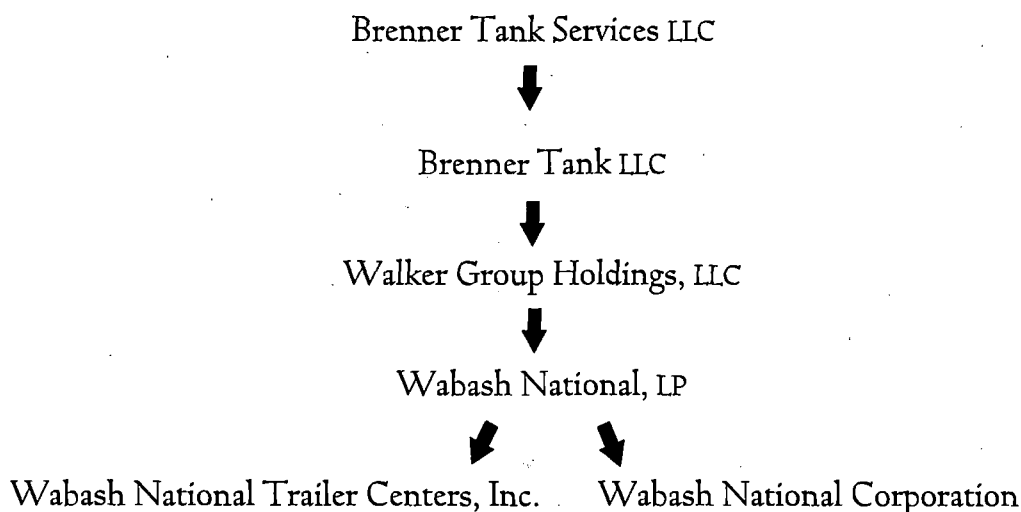 Brenner Tank Services LLC
Brenner Tank LLC
Walker Group Holdings, LLC
Wabash National, LP
Wabash National Trailer Centers, Inc. Wabash National Corporation